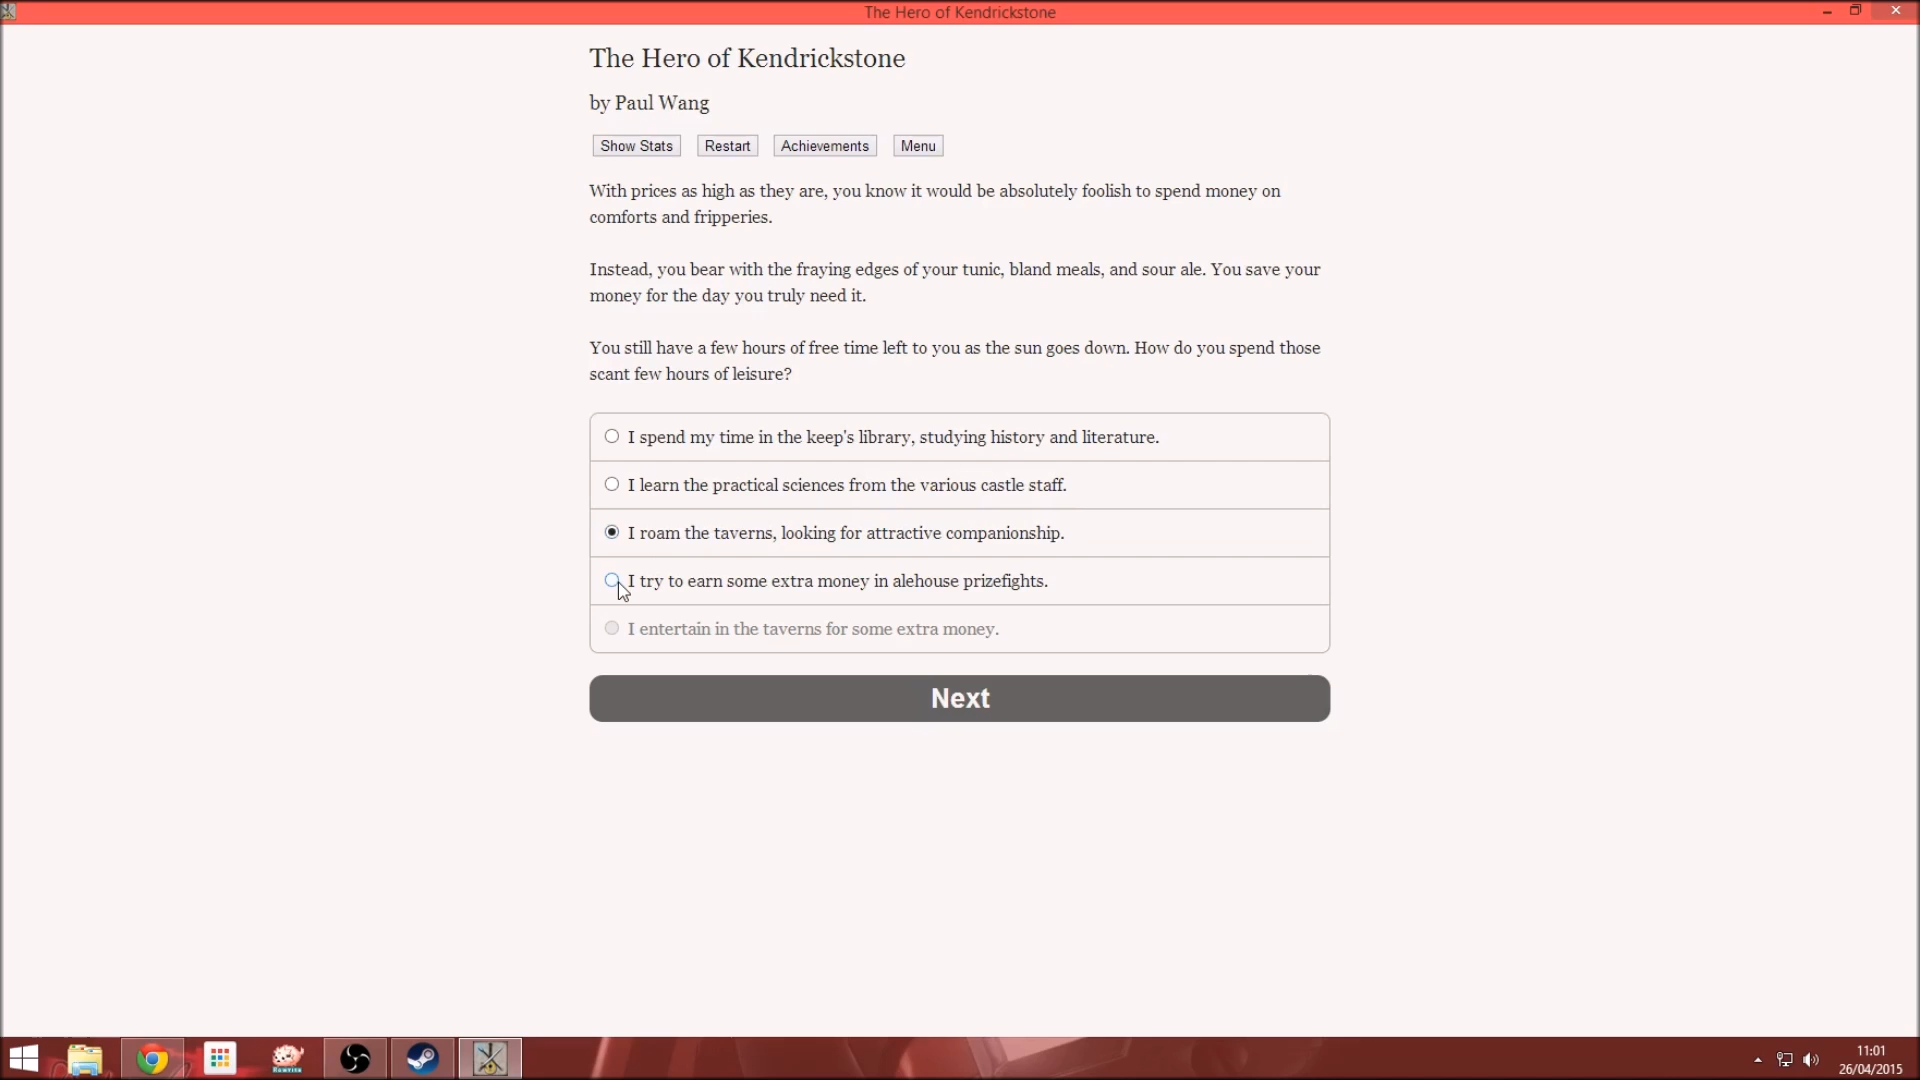 The Hero of Kendrickstone
The Hero of Kendrickstone
by Paul Wang
Show Stats Restart Achievements Menu
With prices as high as they are, you know it would be absolutely foolish to spend money on
comforts and fripperies.
Instead, you bear with the fraying edges of your tunic, bland meals, and sour ale. You save your
money for the day you truly need it.
You still have a few hours of free time left to you as the sun goes down. How do you spend those
scant few hours of leisure?
I spend my time in the keep's library, studying history and literature.
I learn the practical sciences from the various castle staff.
I roam the taverns, looking for attractive companionship.
I try to earn some extra money in alehouse prizefights.
I entertain in the taverns for some extra money.
Next
11:01
26/04/2015